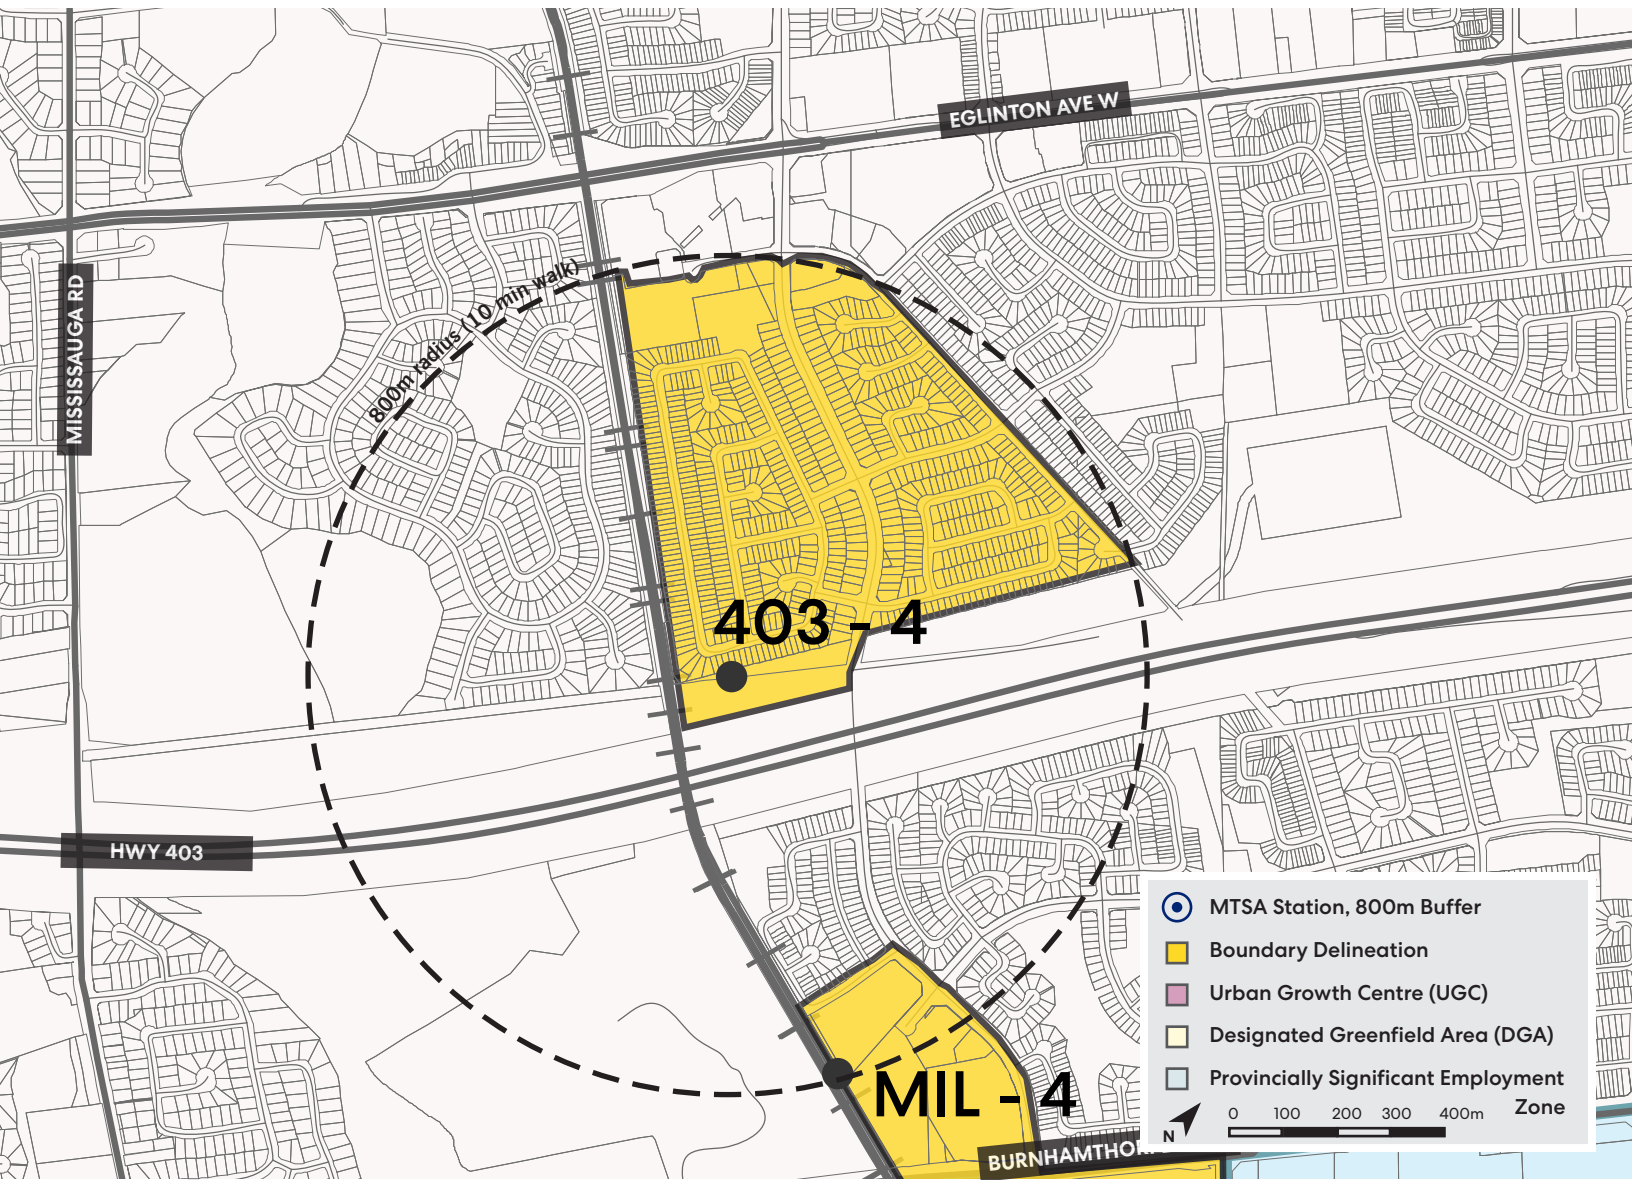 EGLINTON AVE W
MISSISSAUGA RD
800m radius (10 min walk)
403 - 4
HWY 403
MIL - 4
MTSA Station, 800m Buffer
Boundary Delineation
Urban Growth Centre (UGC)
Designated Greenfield Area (DGA)
Provincially Significant Employment
Zone
N
0 100 200 300 400m